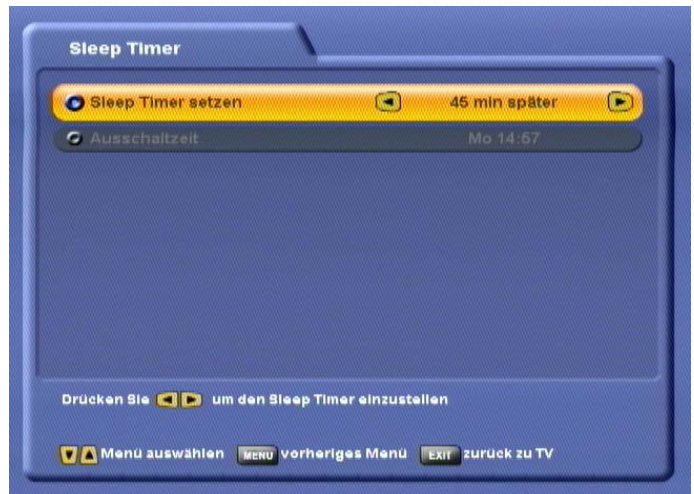 Sleep Timer
Sleep Timer setzen 45 min später
Ausschaltzeit Mo 14:57
Drücken Sie um den Sleep Timer einzustellen
Menü auswählen MENU vorheriges Menü EXIT zurück zu TV